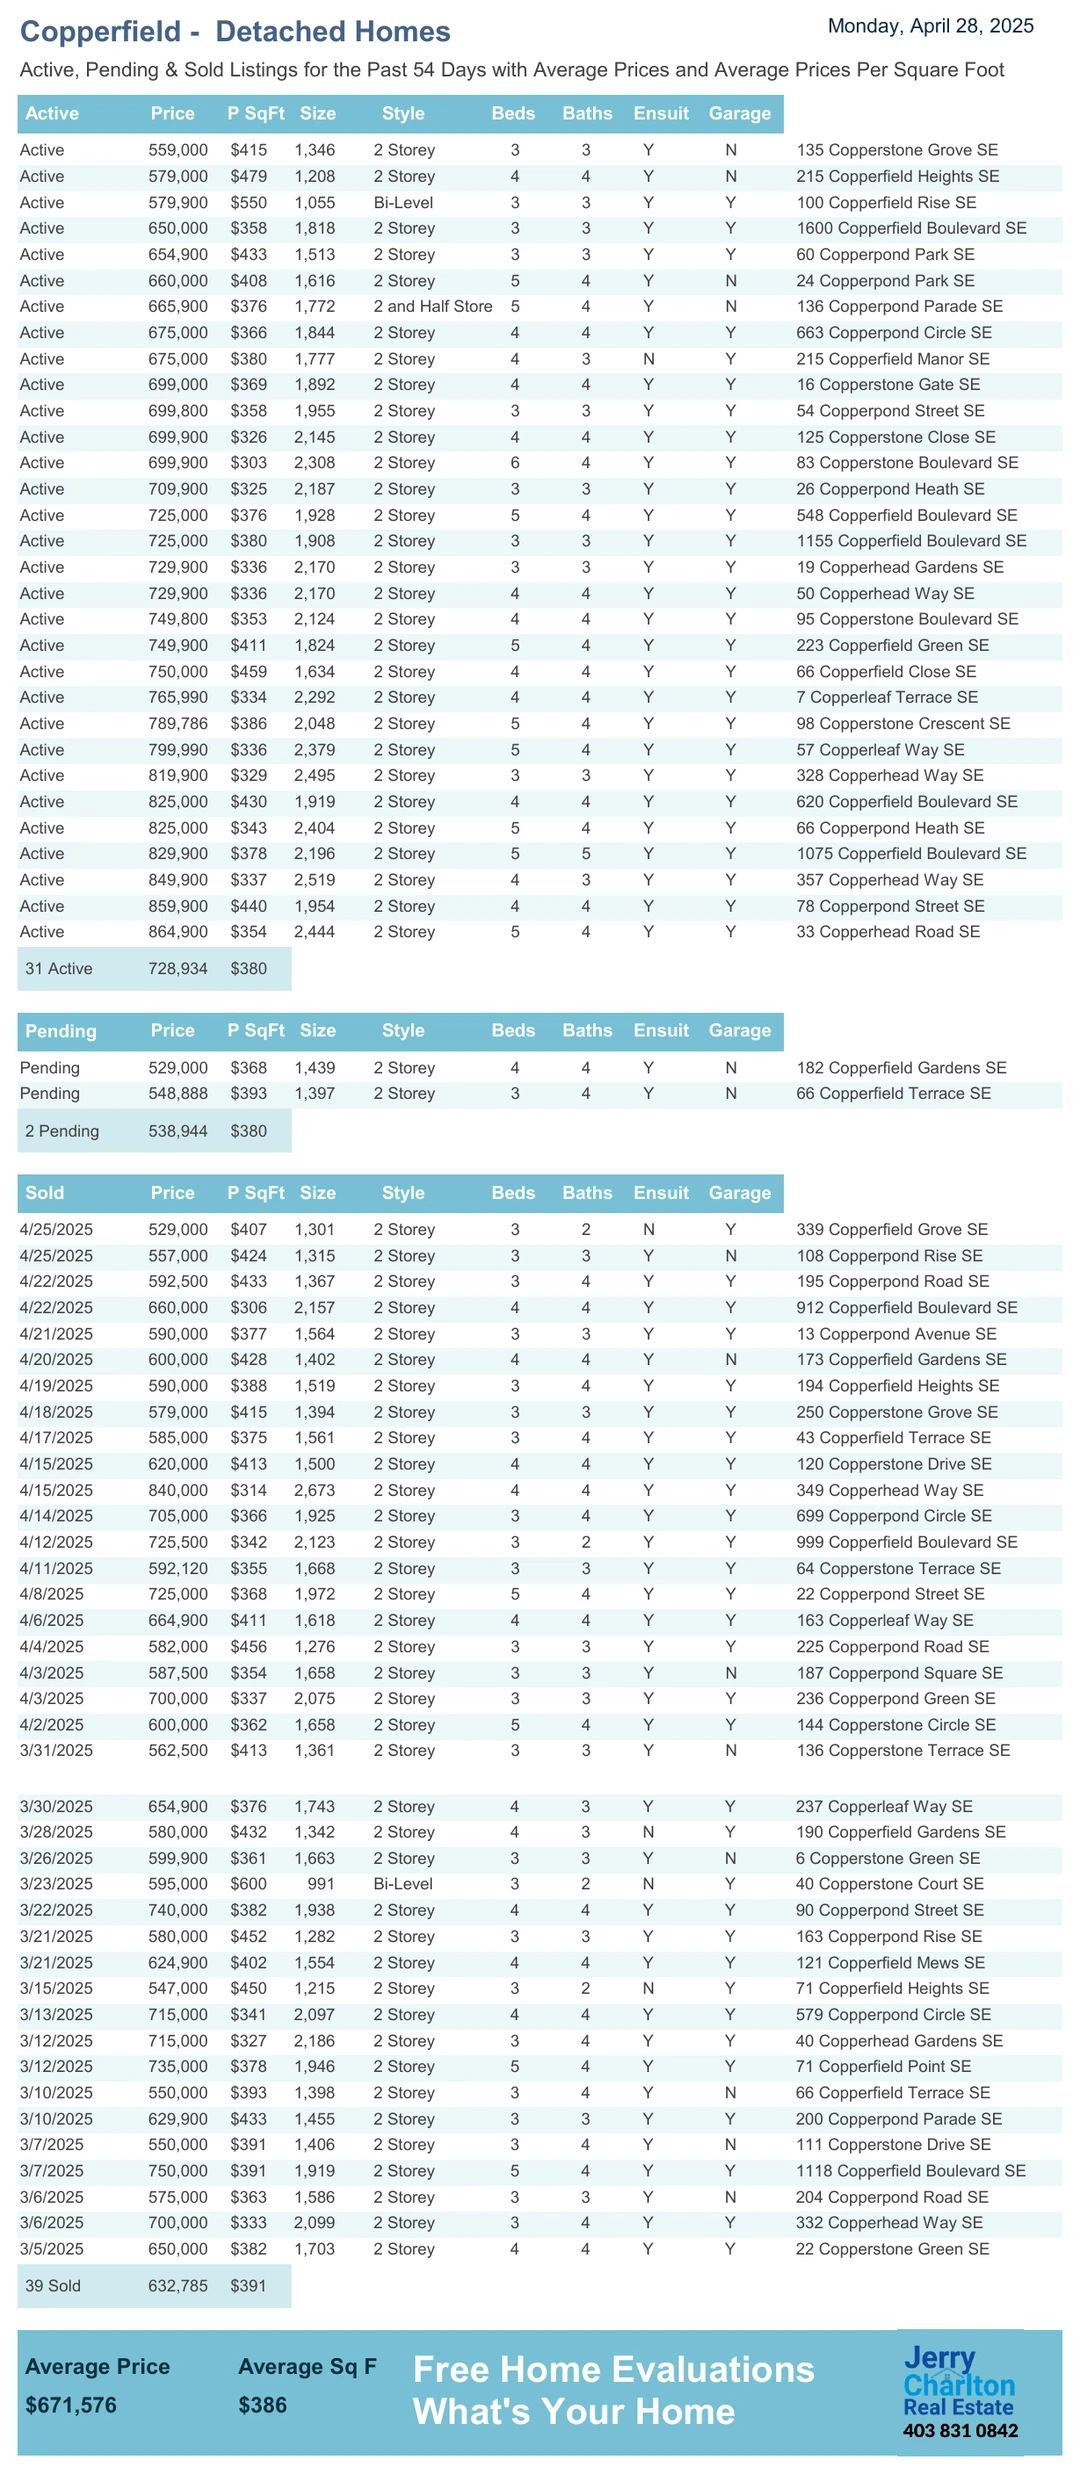 Copperfield - Detached Homes
Monday, April 28, 2025
Active, Pending & Sold Listings for the Past 54 Days with Average Prices and Average Prices Per Square Foot
Active Price P SqFt Size Style Beds Baths Ensuit Garage
Active 559,000 $415 1,346 2 Storey 3 3 Y N 135 Copperstone Grove SE
Active 579,000 $479 1,208 2 Storey 4 4 Y N 215 Copperfield Heights SE
Active 579,900 $550 1,055 Bi-Level 3 3 Y Y 100 Copperfield Rise SE
Active 650,000 $358 1,818 2 Storey 3 3 Y Y 1600 Copperfield Boulevard SE
Active 654,900 $433 1,513 2 Storey 3 3 Y Y 60 Copperpond Park SE
Active 660,000 $408 1,616 2 Storey 5 4 Y N 24 Copperpond Park SE
Active 665,900 $376 1,772 2 and Half Store 5 4 Y N 136 Copperpond Parade SE
Active 675,000 $366 1,844 2 Storey 4 4 Y Y 663 Copperpond Circle SE
Active 675,000 $380 1,777 2 Storey 4 3 N Y 215 Copperfield Manor SE
Active 699,000 $369 1,892 2 Storey 4 4 Y Y 16 Copperstone Gate SE
Active 699,800 $358 1,955 2 Storey 3 3 Y Y 54 Copperpond Street SE
Active 699,900 $326 2,145 2 Storey 4 4 Y Y 125 Copperstone Close SE
Active 699,900 $303 2,308 2 Storey 6 4 Y Y 83 Copperstone Boulevard SE
Active 709,900 $325 2,187 2 Storey 3 3 Y Y 26 Copperpond Heath SE
Active 725,000 $376 1,928 2 Storey 5 4 Y Y 548 Copperfield Boulevard SE
Active 725,000 $380 1,908 2 Storey 3 3 Y Y 1155 Copperfield Boulevard SE
Active 729,900 $336 2,170 2 Storey 3 3 Y Y 19 Copperhead Gardens SE
Active 729,900 $336 2,170 2 Storey 4 4 Y Y 50 Copperhead Way SE
Active 749,800 $353 2,124 2 Storey 4 4 Y Y 95 Copperstone Boulevard SE
Active 749,900 $411 1,824 2 Storey 5 4 Y Y 223 Copperfield Green SE
Active 750,000 $459 1,634 2 Storey 4 4 Y Y 66 Copperfield Close SE
Active 765,990 $334 2,292 2 Storey 4 4 Y Y 7 Copperleaf Terrace SE
Active 789,786 $386 2,048 2 Storey 5 4 Y Y 98 Copperstone Crescent SE
Active 799,990 $336 2,379 2 Storey 5 4 Y Y 57 Copperleaf Way SE
Active 819,900 $329 2,495 2 Storey 3 3 Y Y 328 Copperhead Way SE
Active 825,000 $430 1,919 2 Storey 4 4 Y Y 620 Copperfield Boulevard SE
Active 825,000 $343 2,404 2 Storey 5 4 Y Y 66 Copperpond Heath SE
Active 829,900 $378 2,196 2 Storey 5 5 Y Y 1075 Copperfield Boulevard SE
Active 849,900 $337 2,519 2 Storey 4 3 Y Y 357 Copperhead Way SE
Active 859,900 $440 1,954 2 Storey 4 4 Y Y 78 Copperpond Street SE
Active 864,900 $354 2,444 2 Storey 5 4 Y Y 33 Copperhead Road SE
31 Active 728,934 $380
Pending Price P SqFt Size Style Beds Baths Ensuit Garage
Pending 529,000 $368 1,439 2 Storey 4 4 Y N 182 Copperfield Gardens SE
Pending 548,888 $393 1,397 2 Storey 3 4 Y N 66 Copperfield Terrace SE
2 Pending 538,944 $380
Sold Price P SqFt Size Style Beds Baths Ensuit Garage
4/25/2025 529,000 $407 1,301 2 Storey 3 2 N Y 339 Copperfield Grove SE
4/25/2025 557,000 $424 1,315 2 Storey 3 3 Y N 108 Copperpond Rise SE
4/22/2025 592,500 $433 1,367 2 Storey 3 4 Y Y 195 Copperpond Road SE
4/22/2025 660,000 $306 2,157 2 Storey 4 4 Y Y 912 Copperfield Boulevard SE
4/21/2025 590,000 $377 1,564 2 Storey 3 3 Y Y 13 Copperpond Avenue SE
4/20/2025 600,000 $428 1,402 2 Storey 4 4 Y N 173 Copperfield Gardens SE
4/19/2025 590,000 $388 1,519 2 Storey 3 4 Y Y 194 Copperfield Heights SE
4/18/2025 579,000 $415 1,394 2 Storey 3 3 Y Y 250 Copperstone Grove SE
4/17/2025 585,000 $375 1,561 2 Storey 3 4 Y Y 43 Copperfield Terrace SE
4/15/2025 620,000 $413 1,500 2 Storey 4 4 Y Y 120 Copperstone Drive SE
4/15/2025 840,000 $314 2,673 2 Storey 4 4 Y Y 349 Copperhead Way SE
4/14/2025 705,000 $366 1,925 2 Storey 3 4 Y Y 699 Copperpond Circle SE
4/12/2025 725,500 $342 2,123 2 Storey 3 2 Y Y 999 Copperfield Boulevard SE
4/11/2025 592,120 $355 1,668 2 Storey 3 3 Y Y 64 Copperstone Terrace SE
4/8/2025 725,000 $368 1,972 2 Storey 5 4 Y Y 22 Copperpond Street SE
4/6/2025 664,900 $411 1,618 2 Storey 4 4 Y Y 163 Copperleaf Way SE
4/4/2025 582,000 $456 1,276 2 Storey 3 3 Y Y 225 Copperpond Road SE
4/3/2025 587,500 $354 1,658 2 Storey 3 3 Y N 187 Copperpond Square SE
4/3/2025 700,000 $337 2,075 2 Storey 3 3 Y Y 236 Copperpond Green SE
4/2/2025 600,000 $362 1,658 2 Storey 5 4 Y Y 144 Copperstone Circle SE
3/31/2025 562,500 $413 1,361 2 Storey 3 3 Y N 136 Copperstone Terrace SE
3/30/2025 654,900 $376 1,743 2 Storey 4 3 Y Y 237 Copperleaf Way SE
3/28/2025 580,000 $432 1,342 2 Storey 4 3 N Y 190 Copperfield Gardens SE
3/26/2025 599,900 $361 1,663 2 Storey 3 3 Y N 6 Copperstone Green SE
3/23/2025 595,000 $600 991 Bi-Level 3 2 N Y 40 Copperstone Court SE
3/22/2025 740,000 $382 1,938 2 Storey 4 4 Y Y 90 Copperpond Street SE
3/21/2025 580,000 $452 1,282 2 Storey 3 3 Y Y 163 Copperpond Rise SE
3/21/2025 624,900 $402 1,554 2 Storey 4 4 Y Y 121 Copperfield Mews SE
3/15/2025 547,000 $450 1,215 2 Storey 3 2 N Y 71 Copperfield Heights SE
3/13/2025 715,000 $341 2,097 2 Storey 4 4 Y Y 579 Copperpond Circle SE
3/12/2025 715,000 $327 2,186 2 Storey 3 4 Y Y 40 Copperhead Gardens SE
3/12/2025 735,000 $378 1,946 2 Storey 5 4 Y Y 71 Copperfield Point SE
3/10/2025 550,000 $393 1,398 2 Storey 3 4 Y N 66 Copperfield Terrace SE
3/10/2025 629,900 $433 1,455 2 Storey 3 3 Y Y 200 Copperpond Parade SE
3/7/2025 550,000 $391 1,406 2 Storey 3 4 Y N 111 Copperstone Drive SE
3/7/2025 750,000 $391 1,919 2 Storey 5 4 Y Y 1118 Copperfield Boulevard SE
3/6/2025 575,000 $363 1,586 2 Storey 3 3 Y N 204 Copperpond Road SE
3/6/2025 700,000 $333 2,099 2 Storey 3 4 Y Y 332 Copperhead Way SE
3/5/2025 650,000 $382 1,703 2 Storey 4 4 Y Y 22 Copperstone Green SE
39 Sold 632,785 $391
Average Price Average Sq F
$671,576 $386
Free Home Evaluations
What's Your Home
Jerry
Charlton
Real Estate
403 831 0842